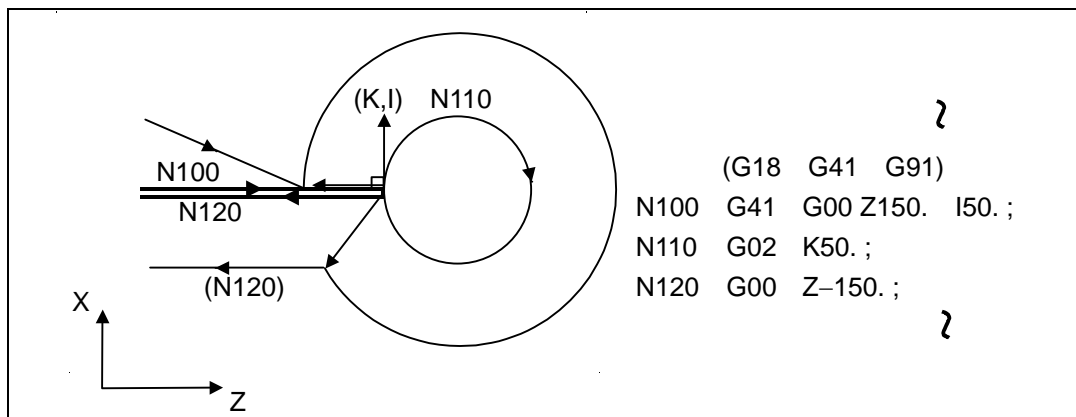 (K,I) N110
N100
N120
(N120)
X
Z
(G18 G41 G91)
N100 G41 G00 Z150. I50. ;
N110 G02 K50. ;
N120 G00 Z−150. ;